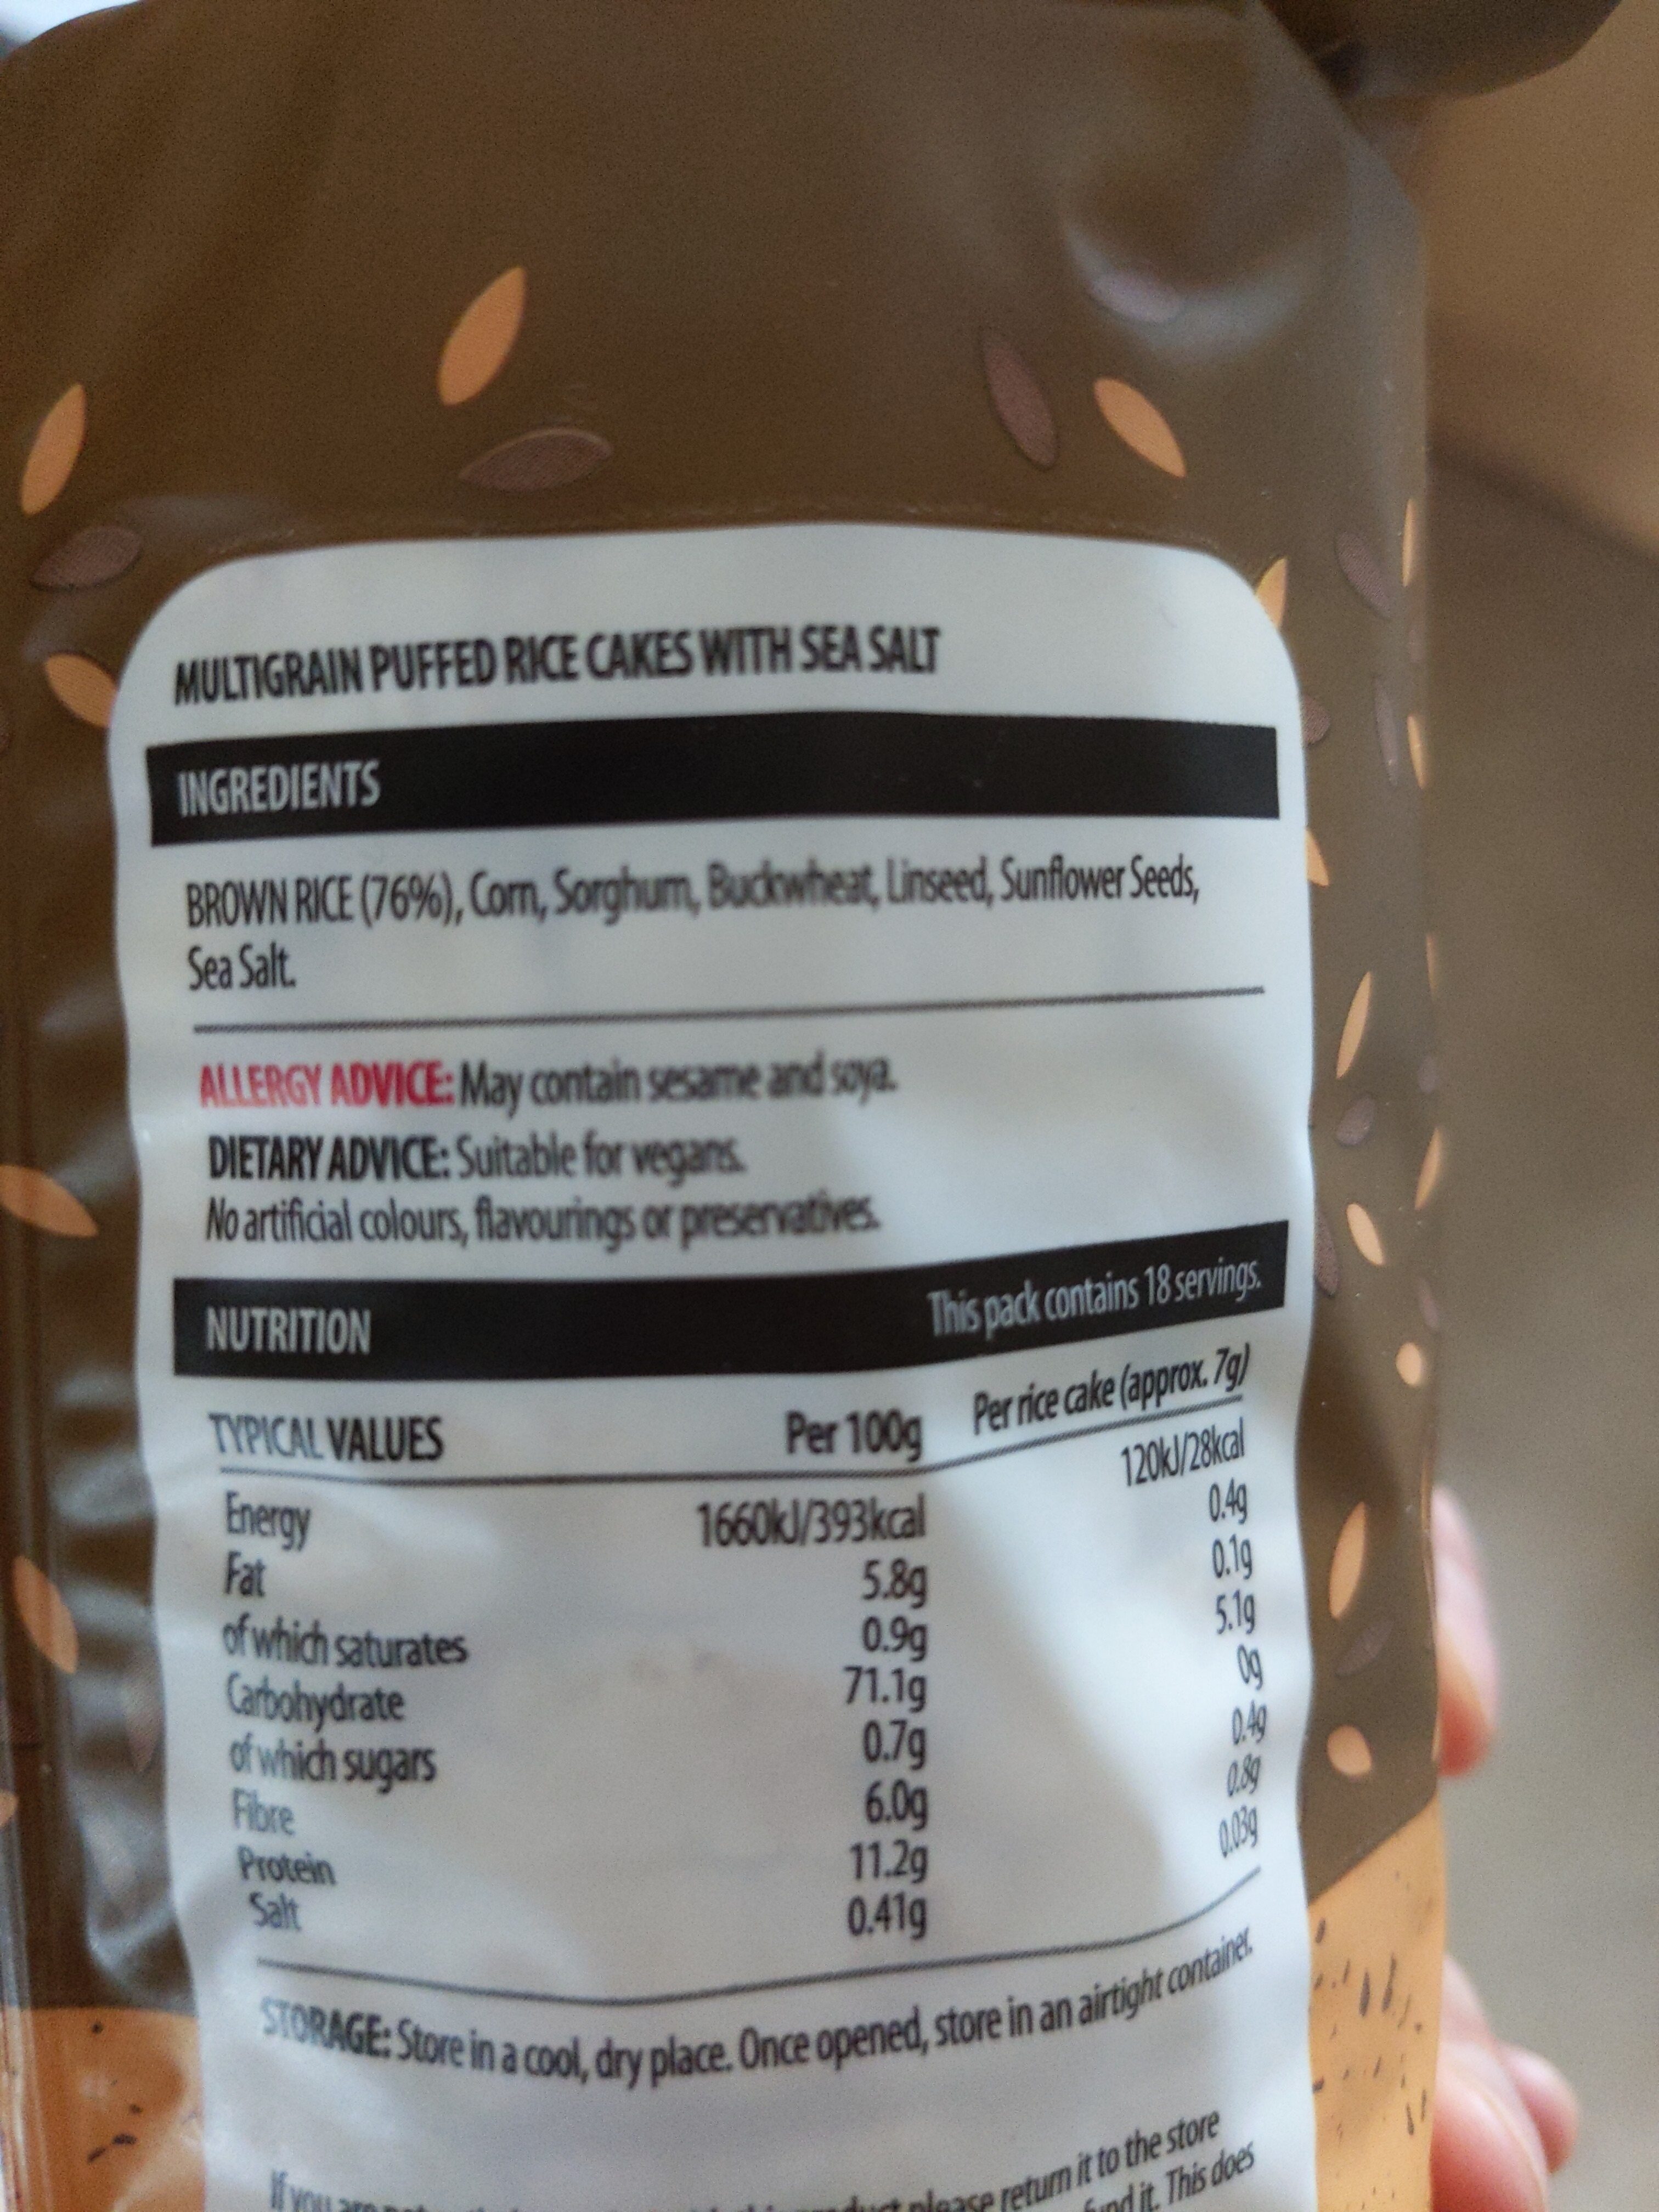 MULTIGRAIN PUFFED RICE CAKES WITH SEA SALT
INGREDIENTS
BROWN RICE (76%), Corn, Sorghum, Buckwheat, Linseed, Sunflower Seeds,
Sea Salt.
ALLERGY ADVICE: May contain sesame and soya.
DIETARY ADVICE: Suitable for vegans.
No artificial colours, flavourings or preservatives.
NUTRITION This pack contains 18 servings.
TYPICAL VALUES Per 100g Per rice cake (approx. 7g)
Energy 1660kJ/393kcal 120kJ/28kcal
Fat 5.8g 0.4g
of which saturates 0.9g 0.1g
Carbohydrate 71.1g 5.1g
of which sugars 0.7g 0g
Fibre 6.0g 0.4g
Protein 11.2g 0.8g
Salt 0.41g 0.03g
STORAGE: Store in a cool, dry place. Once opened, store in an airtight container.
If you please return it to the store
it. This does